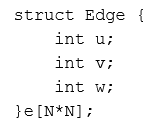 struct Edge {
    int u;
    int v;
    int w;
}e[N*N];